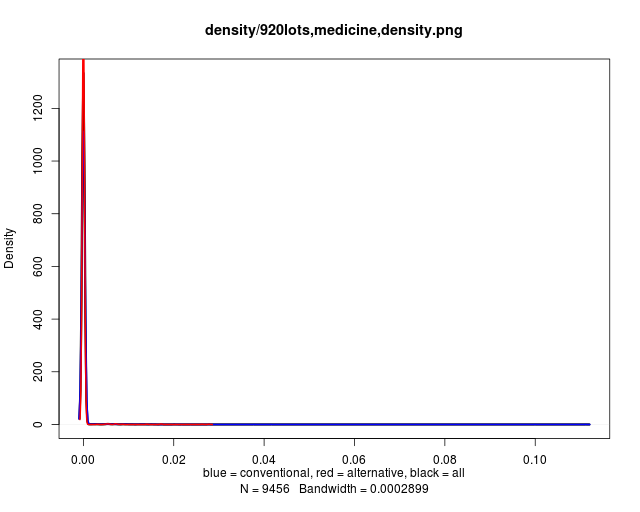 density/920lots,medicine,density.png
Density
0
200
400
600
800
1000
1200
0.00 0.02 0.04 0.06 0.08 0.10
blue = conventional, red = alternative, black = all
N = 9456 Bandwidth = 0.0002899